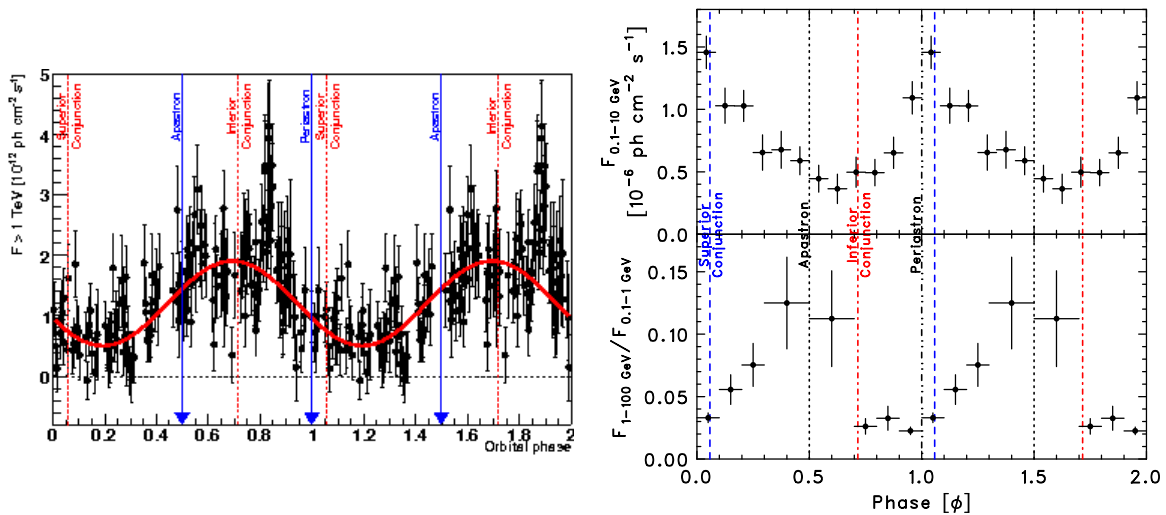 F > 1 TeV [10¹² ph cm⁻² s⁻¹]
5
4
3
2
1
0
Superior
Conjunction
Apastron
Inferior
Conjunction
Periastron
Superior
Conjunction
Apastron
Inferior
Conjunction
0 0.2 0.4 0.6 0.8 1 1.2 1.4 1.6 1.8 2
Orbital phase
F0.1−10 GeV
[10⁻⁶ ph cm⁻² s⁻¹]
1.5
1.0
0.5
0.00
Superior
Conjunction
Apastron
Inferior
Conjunction
Periastron
F1−100 GeV/F0.1−1 GeV
0.15
0.10
0.05
0.00
0.0 0.5 1.0 1.5 2.0
Phase [ϕ]